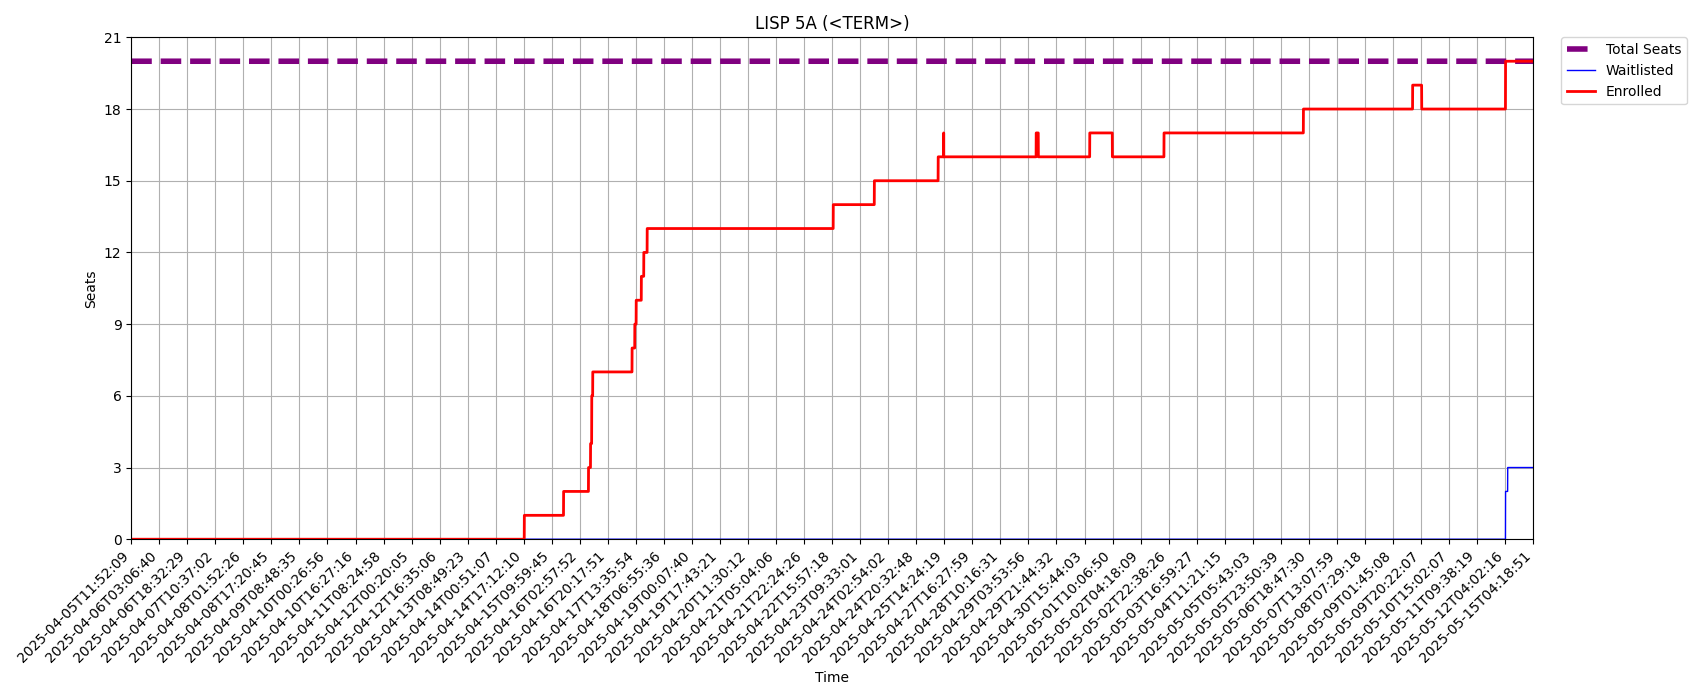 LISP 5A (<TERM>)
Total Seats
Waitlisted
Enrolled
Seats
21
18
15
12
9
6
3
0
2025-04-05T11:52:09
2025-04-06T03:06:40
2025-04-06T18:32:29
2025-04-07T10:37:02
2025-04-08T01:52:26
2025-04-08T17:20:45
2025-04-09T08:48:35
2025-04-10T00:26:56
2025-04-10T16:27:16
2025-04-11T08:24:58
2025-04-12T00:20:05
2025-04-12T16:35:06
2025-04-13T08:49:23
2025-04-14T00:51:07
2025-04-14T17:12:10
2025-04-15T09:59:45
2025-04-16T02:57:52
2025-04-16T20:17:51
2025-04-17T13:35:54
2025-04-18T06:55:36
2025-04-19T00:07:40
2025-04-19T17:43:21
2025-04-20T11:30:12
2025-04-21T05:04:06
2025-04-21T22:24:26
2025-04-22T15:57:18
2025-04-23T09:33:01
2025-04-24T02:54:02
2025-04-24T20:32:48
2025-04-25T14:24:19
2025-04-27T16:27:59
2025-04-28T10:16:31
2025-04-29T03:53:56
2025-04-29T21:44:32
2025-04-30T15:44:03
2025-05-01T10:06:50
2025-05-02T04:18:09
2025-05-02T22:38:26
2025-05-03T16:59:27
2025-05-04T11:21:15
2025-05-05T05:43:03
2025-05-05T23:50:39
2025-05-06T18:47:30
2025-05-07T13:07:59
2025-05-08T07:29:18
2025-05-09T01:45:08
2025-05-09T20:22:07
2025-05-10T15:02:07
2025-05-11T09:38:19
2025-05-12T04:02:16
2025-05-15T04:18:51
Time